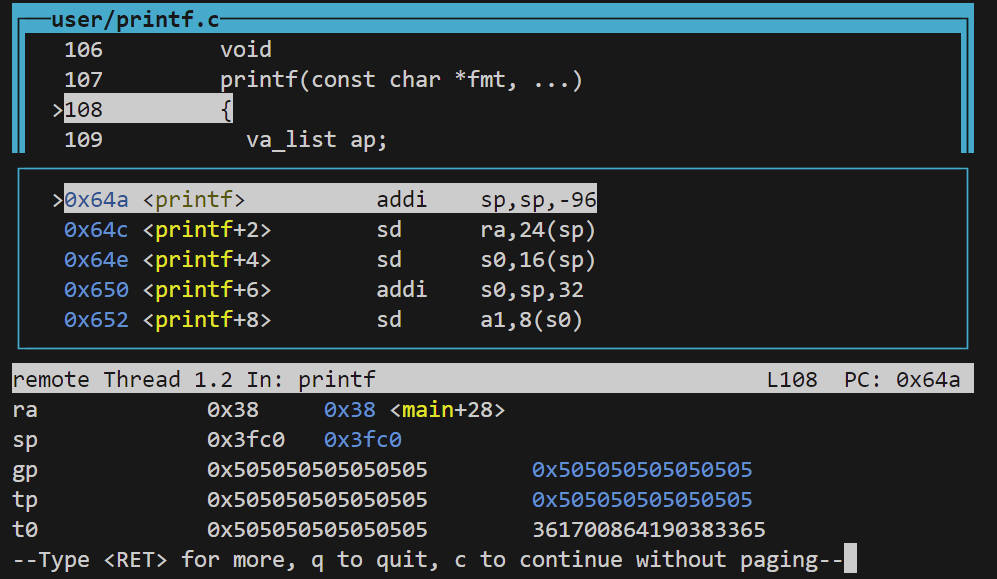 user/printf.c
106 void
107 printf(const char *fmt, ...)
>108 {
109 va_list ap;
>0x64a <printf> addi sp,sp,-96
0x64c <printf+2> sd ra,24(sp)
0x64e <printf+4> sd s0,16(sp)
0x650 <printf+6> addi s0,sp,32
0x652 <printf+8> sd a1,8(s0)
remote Thread 1.2 In: printf L108 PC: 0x64a
ra 0x38 0x38 <main+28>
sp 0x3fc0 0x3fc0
gp 0x505050505050505 0x505050505050505
tp 0x505050505050505 0x505050505050505
t0 0x505050505050505 361700864190383365
--Type <RET> for more, q to quit, c to continue without paging--